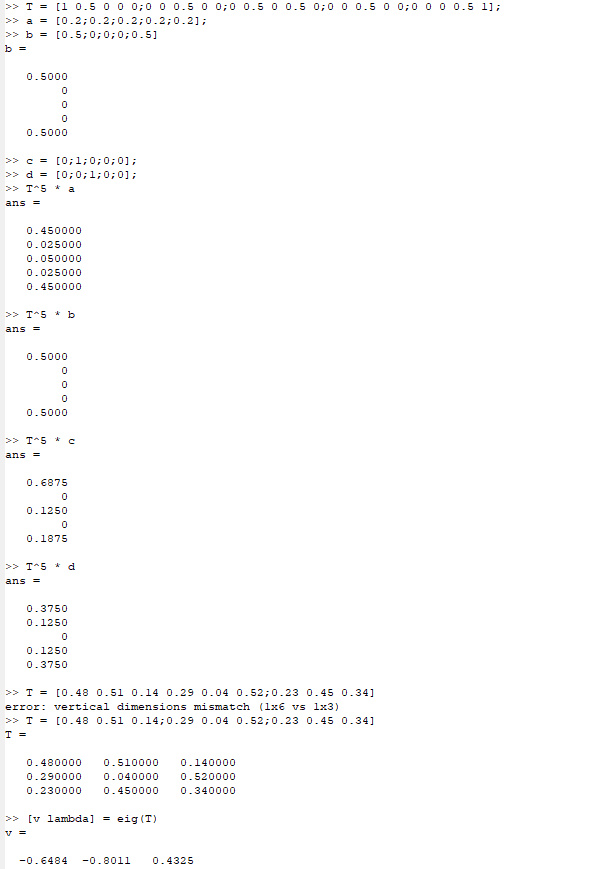 >> T = [1 0.5 0 0 0;0 0 0.5 0 0;0 0.5 0 0.5 0;0 0 0.5 0 0;0 0 0 0.5 1];
>> a = [0.2;0.2;0.2;0.2;0.2];
>> b = [0.5;0;0;0;0.5]
b =
0.5000
0
0
0
0.5000
>> c = [0;1;0;0;0];
>> d = [0;0;1;0;0];
>> T^5 * a
ans =
0.450000
0.025000
0.050000
0.025000
0.450000
>> T^5 * b
ans =
0.5000
0
0
0
0.5000
>> T^5 * c
ans =
0.6875
0
0.1250
0
0.1875
>> T^5 * d
ans =
0.3750
0.1250
0
0.1250
0.3750
>> T = [0.48 0.51 0.14 0.29 0.04 0.52;0.23 0.45 0.34]
error: vertical dimensions mismatch (1x6 vs 1x3)
>> T = [0.48 0.51 0.14;0.29 0.04 0.52;0.23 0.45 0.34]
T =
0.480000 0.510000 0.140000
0.290000 0.040000 0.520000
0.230000 0.450000 0.340000
>> [v lambda] = eig(T)
v =
-0.6484 -0.8011 0.4325